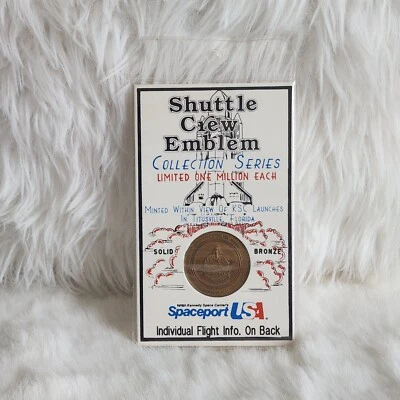 Shuttle
Crew
Emblem
COLLECTION SERIES
LIMITED ONE MILLION EACH
MINTED WITHIN VIEW OF KSC LAUNCHES
IN TITUSVILLE, FLORIDA
SOLID BRONZE
NASA Kennedy Space Center's
Spaceport USA
Individual Flight Info. On Back